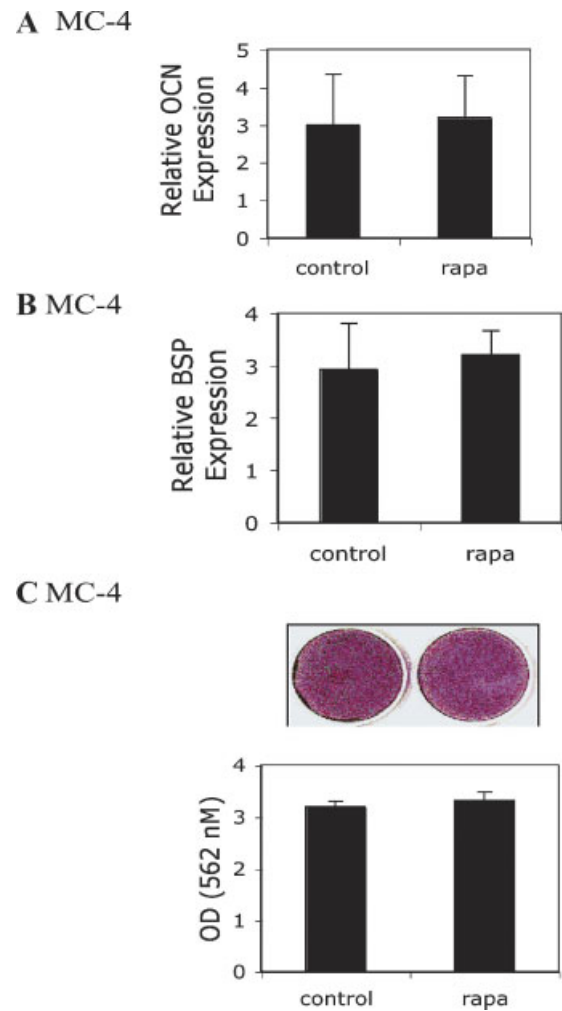 A MC-4
Relative OCN
Expression
5
4
3
2
1
0
control rapa
B MC-4
Relative BSP
Expression
4
3
2
1
0
control rapa
C MC-4
OD (562 nM)
4
3
2
1
0
control rapa